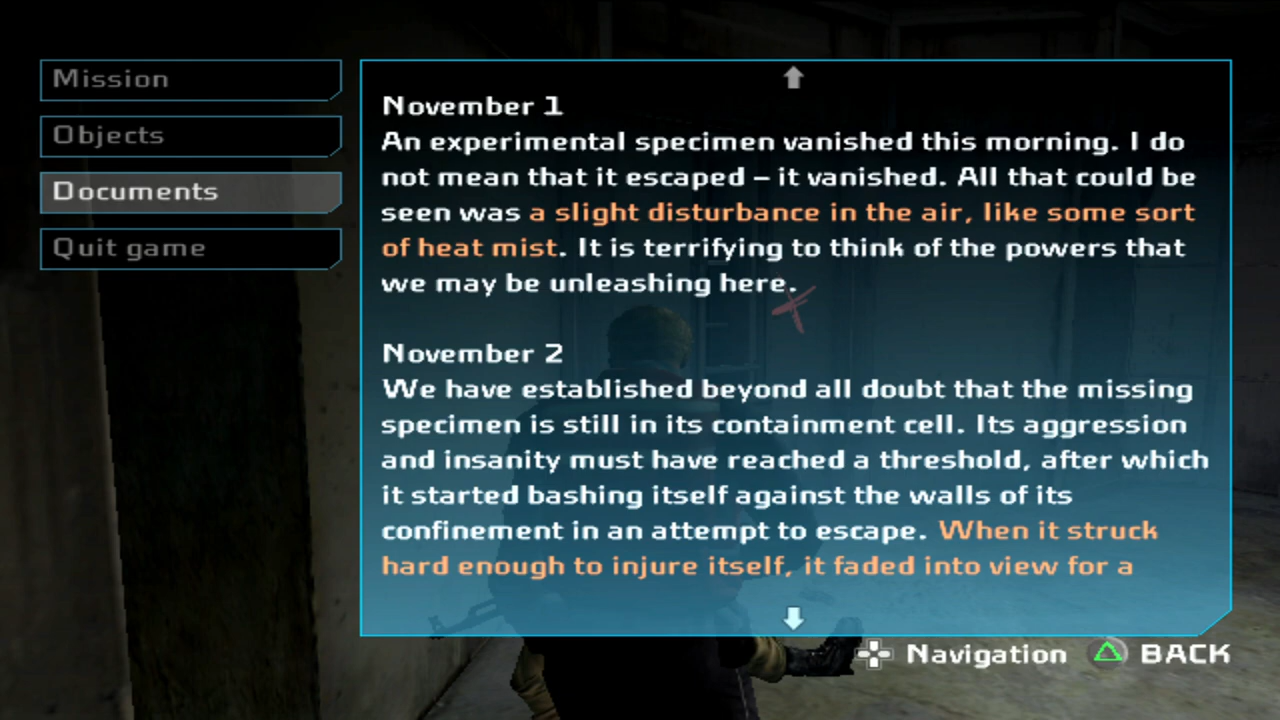 Mission
Objects
Documents
Quit game
November 1
An experimental specimen vanished this morning. I do
not mean that it escaped – it vanished. All that could be
seen was a slight disturbance in the air, like some sort
of heat mist. It is terrifying to think of the powers that
we may be unleashing here.
November 2
We have established beyond all doubt that the missing
specimen is still in its containment cell. Its aggression
and insanity must have reached a threshold, after which
it started bashing itself against the walls of its
confinement in an attempt to escape. When it struck
hard enough to injure itself, it faded into view for a
Navigation BACK